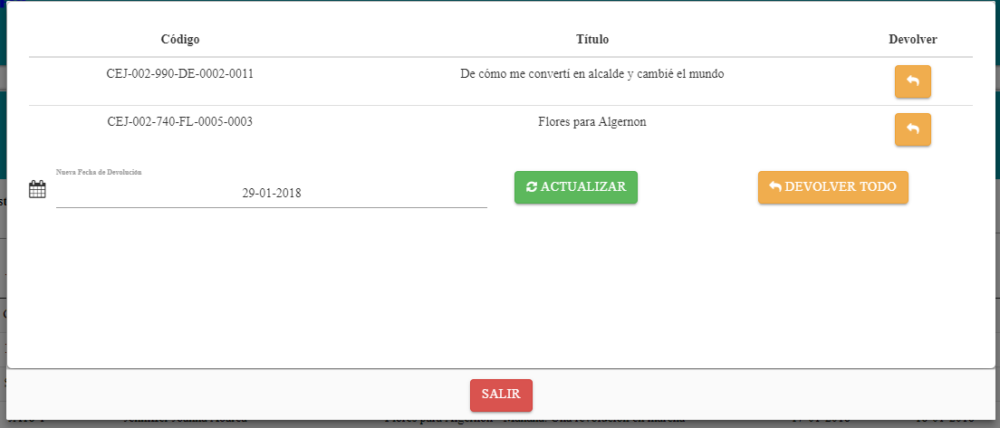 Código Título Devolver
CEJ-002-990-DE-0002-0011 De cómo me convertí en alcalde y cambié el mundo
CEJ-002-740-FL-0005-0003 Flores para Algernon
Nueva Fecha de Devolución
29-01-2018
ACTUALIZAR
DEVOLVER TODO
SALIR